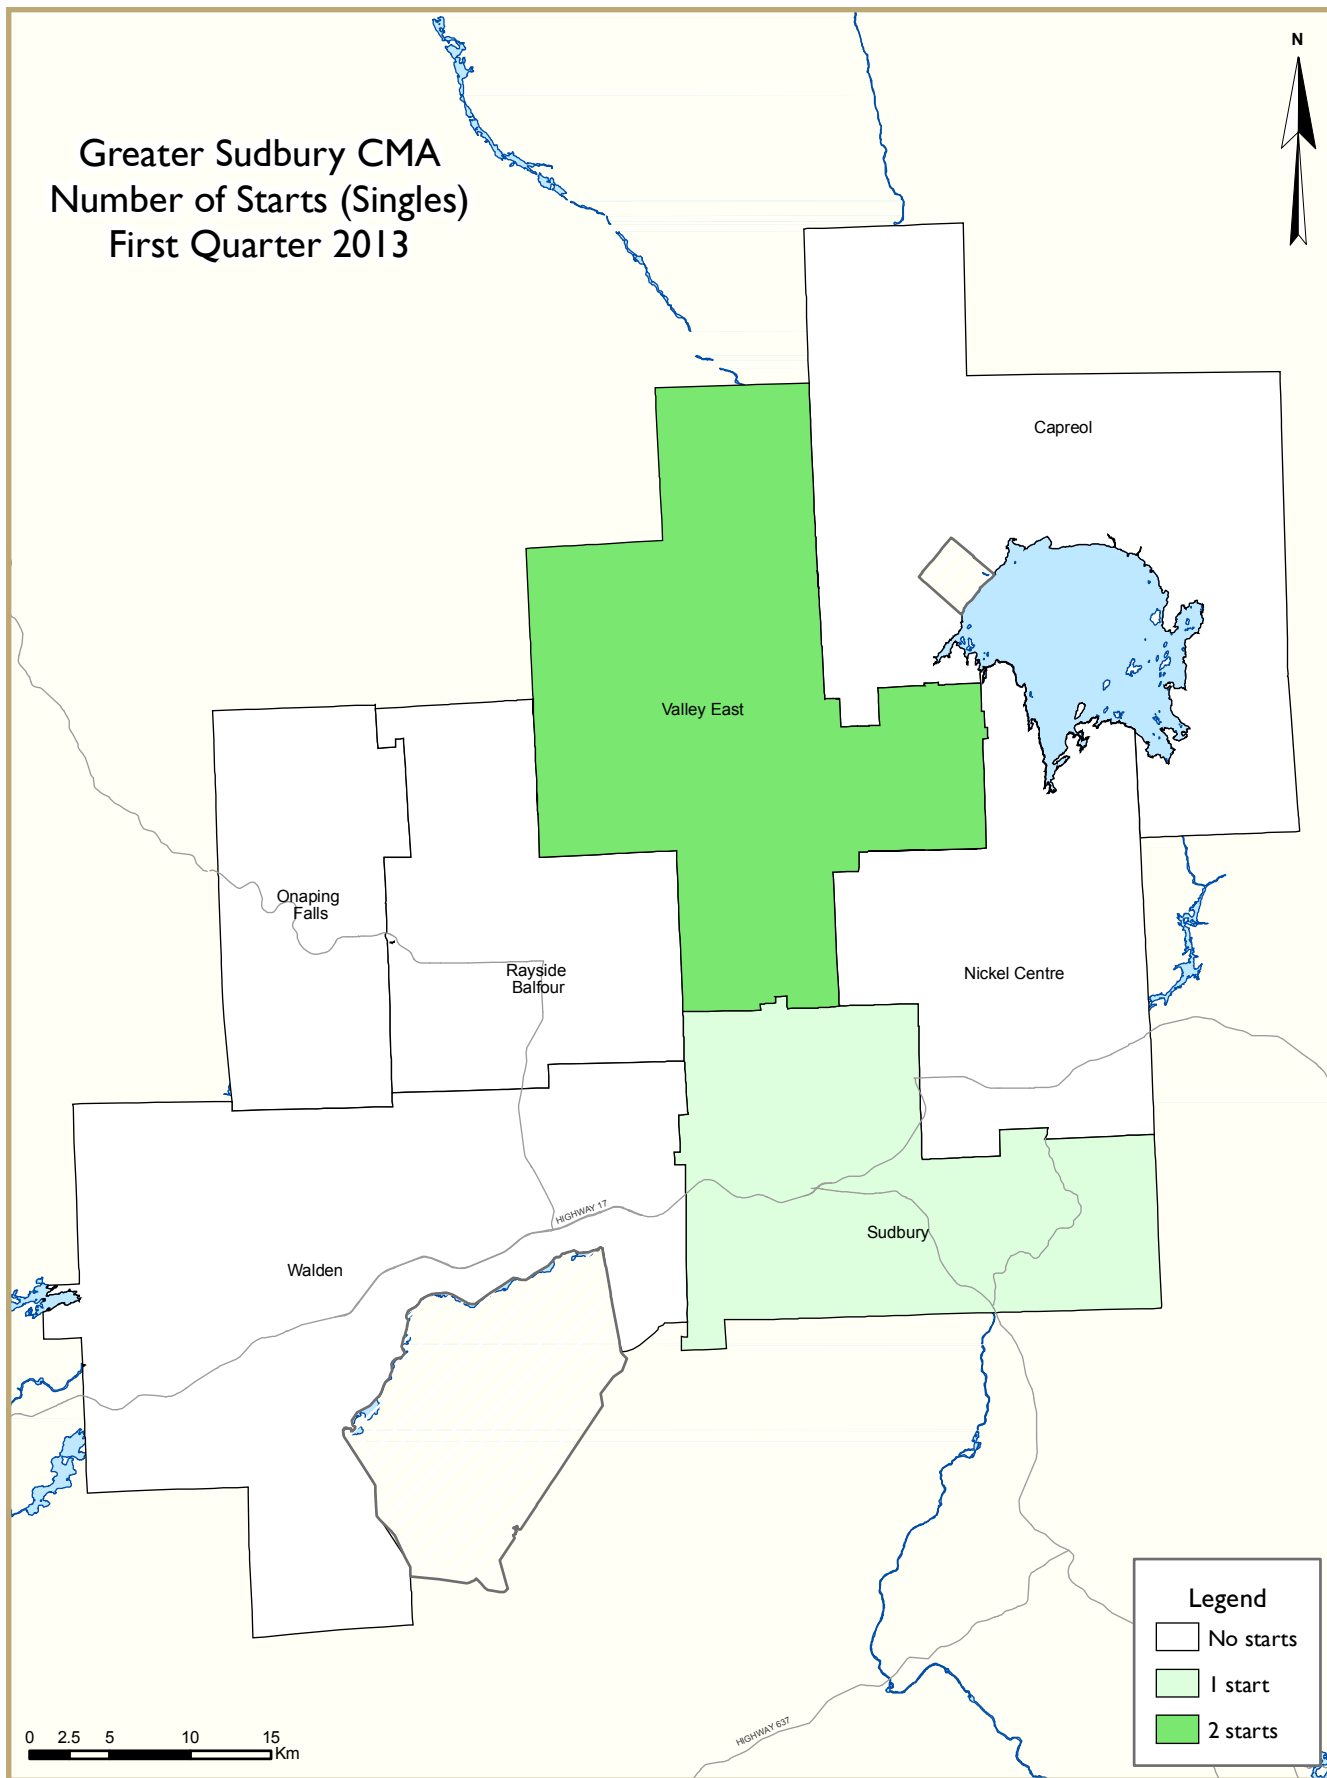 N
Greater Sudbury CMA
Number of Starts (Singles)
First Quarter 2013
Capreol
Valley East
Onaping
Falls
Rayside
Balfour
Nickel Centre
HIGHWAY 17
Sudbury
Walden
Legend
No starts
1 start
2 starts
HIGHWAY 637
0 2.5 5 10 15
Km